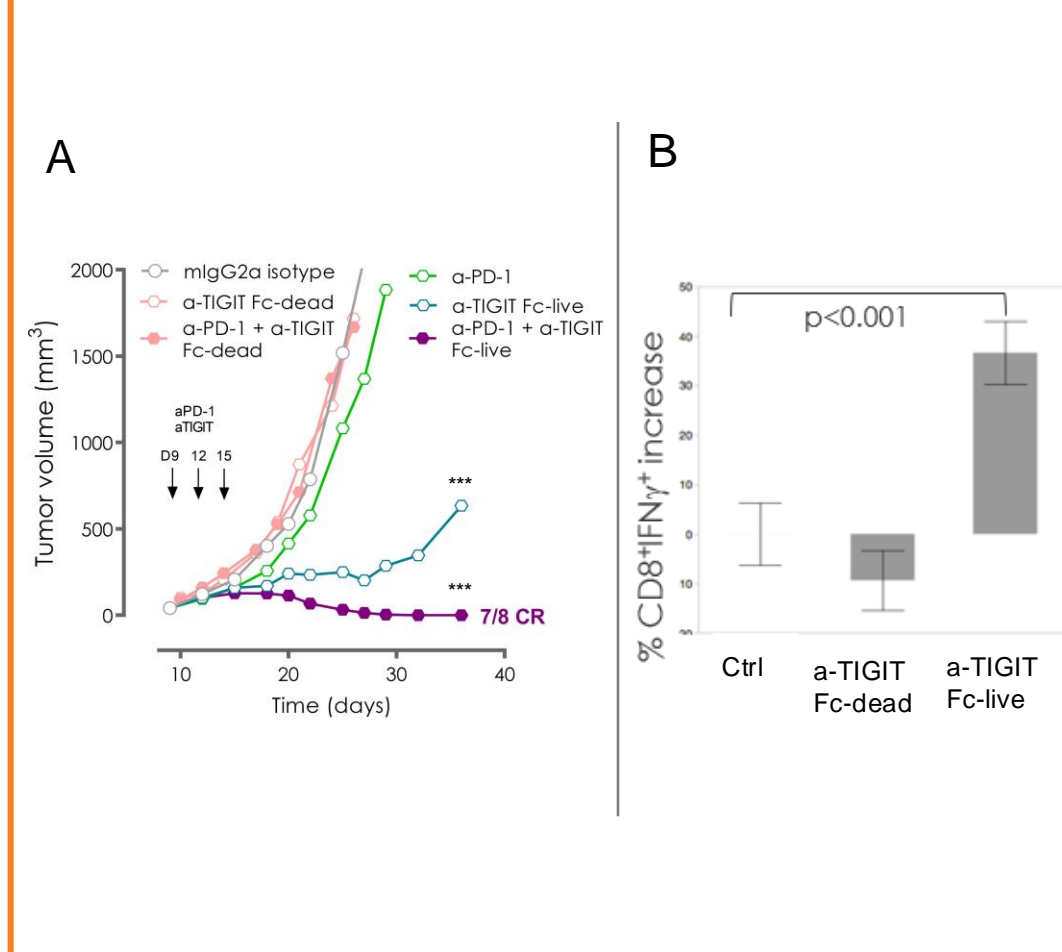 A
2000
1500
1000
500
0
Tumor volume (mm3)
mIgG2a isotype
a-TIGIT Fc-dead
a-PD-1 + a-TIGIT
Fc-dead
a-PD-1
a-TIGIT Fc-live
a-PD-1 + a-TIGIT
Fc-live
aPD-1
aTIGIT
D9 12 15
***
***
7/8 CR
10 20 30 40
Time (days)
B
% CD8+IFNγ+ increase
50
40
30
20
10
0
10
p<0.001
Ctrl
a-TIGIT
Fc-dead
a-TIGIT
Fc-live